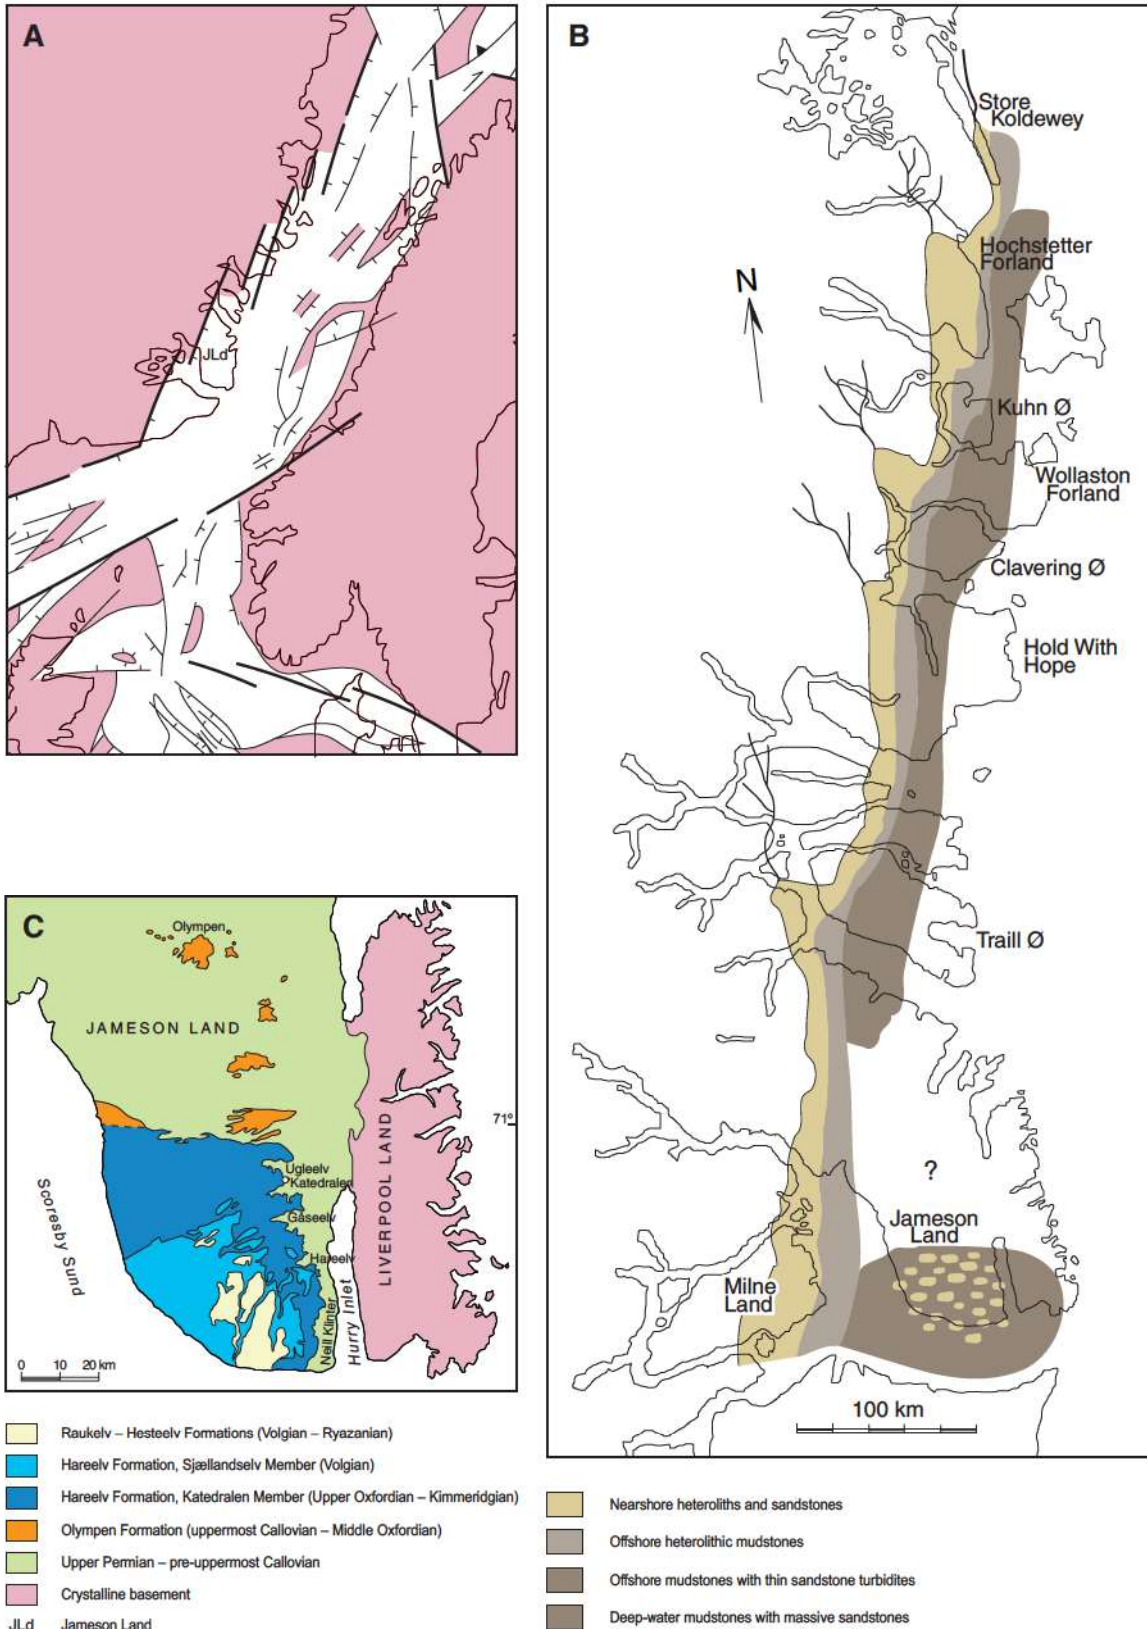 A
JLd
B
N
Store
Koldewey
Hochstetter
Forland
Kuhn Ø
Wollaston
Forland
Clavering Ø
Hold With
Hope
Traill Ø
?
Jameson
Land
Milne
Land
100 km
C
Olympen
JAMESON LAND
71°
Ugleelv
Katedralen
Gåseelv
Hareelv
Scoresby Sund
Neill Klinter
Hurry Inlet
LIVERPOOL LAND
0 10 20 km
Raukelv – Hesteelv Formations (Volgian – Ryazanian)
Hareelv Formation, Sjællandselv Member (Volgian)
Hareelv Formation, Katedralen Member (Upper Oxfordian – Kimmeridgian)
Olympen Formation (uppermost Callovian – Middle Oxfordian)
Upper Permian – pre-uppermost Callovian
Crystalline basement
JLd Jameson Land
Nearshore heteroliths and sandstones
Offshore heterolithic mudstones
Offshore mudstones with thin sandstone turbidites
Deep-water mudstones with massive sandstones